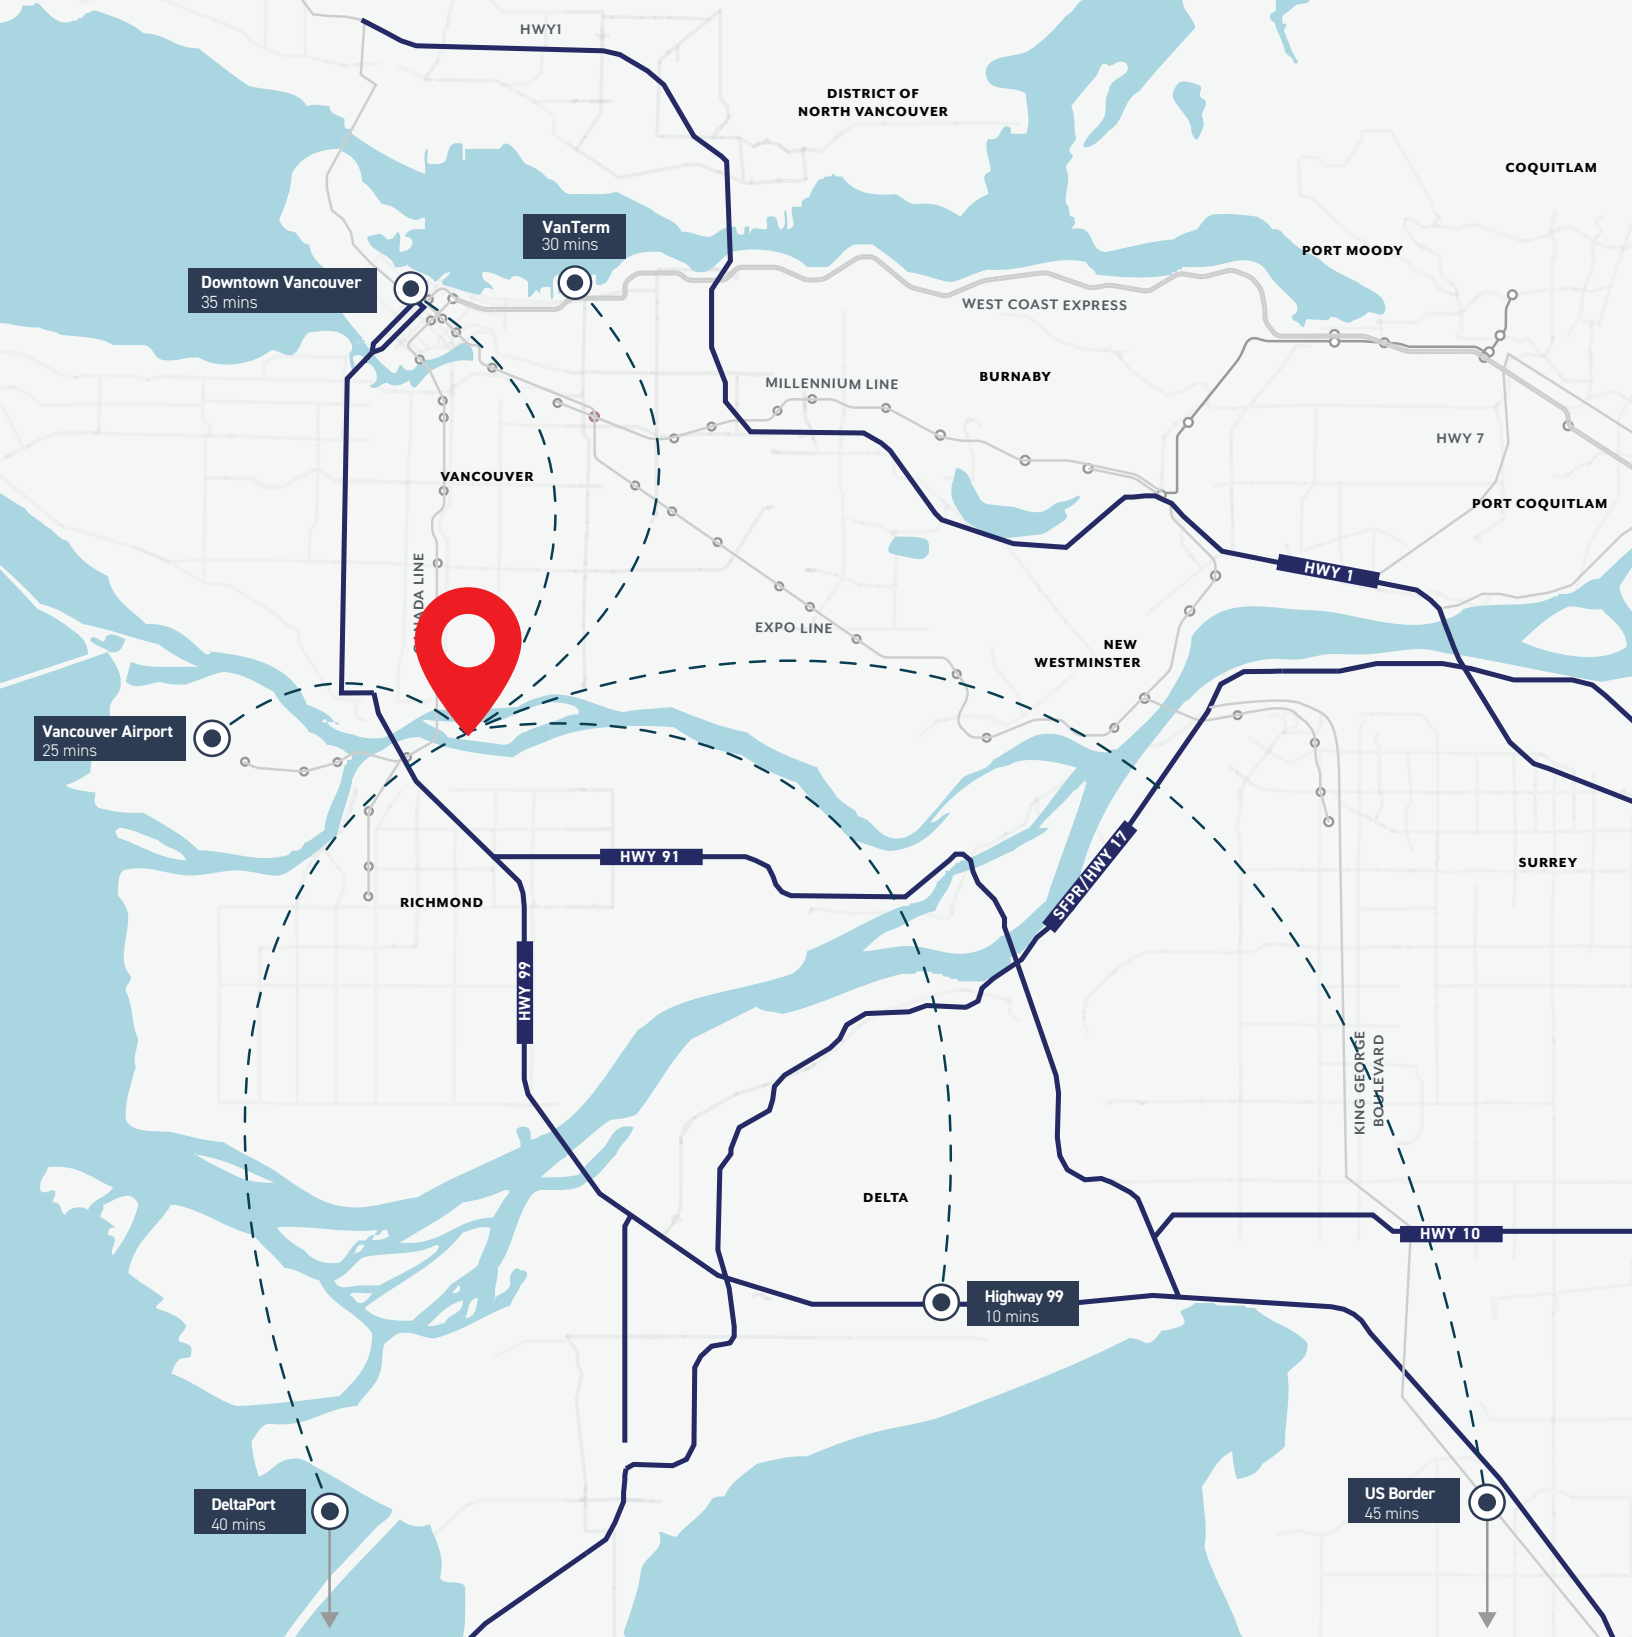 HWY1
DISTRICT OF
NORTH VANCOUVER
COQUITLAM
VanTerm
30 mins
PORT MOODY
Downtown Vancouver
35 mins
WEST COAST EXPRESS
BURNABY
MILLENNIUM LINE
HWY 7
VANCOUVER
PORT COQUITLAM
CANADA LINE
HWY 1
EXPO LINE
NEW
WESTMINSTER
Vancouver Airport
25 mins
HWY 91
SFPR/HWY 17
SURREY
RICHMOND
HWY 99
KING GEORGE
BOULEVARD
DELTA
HWY 10
Highway 99
10 mins
DeltaPort
40 mins
US Border
45 mins